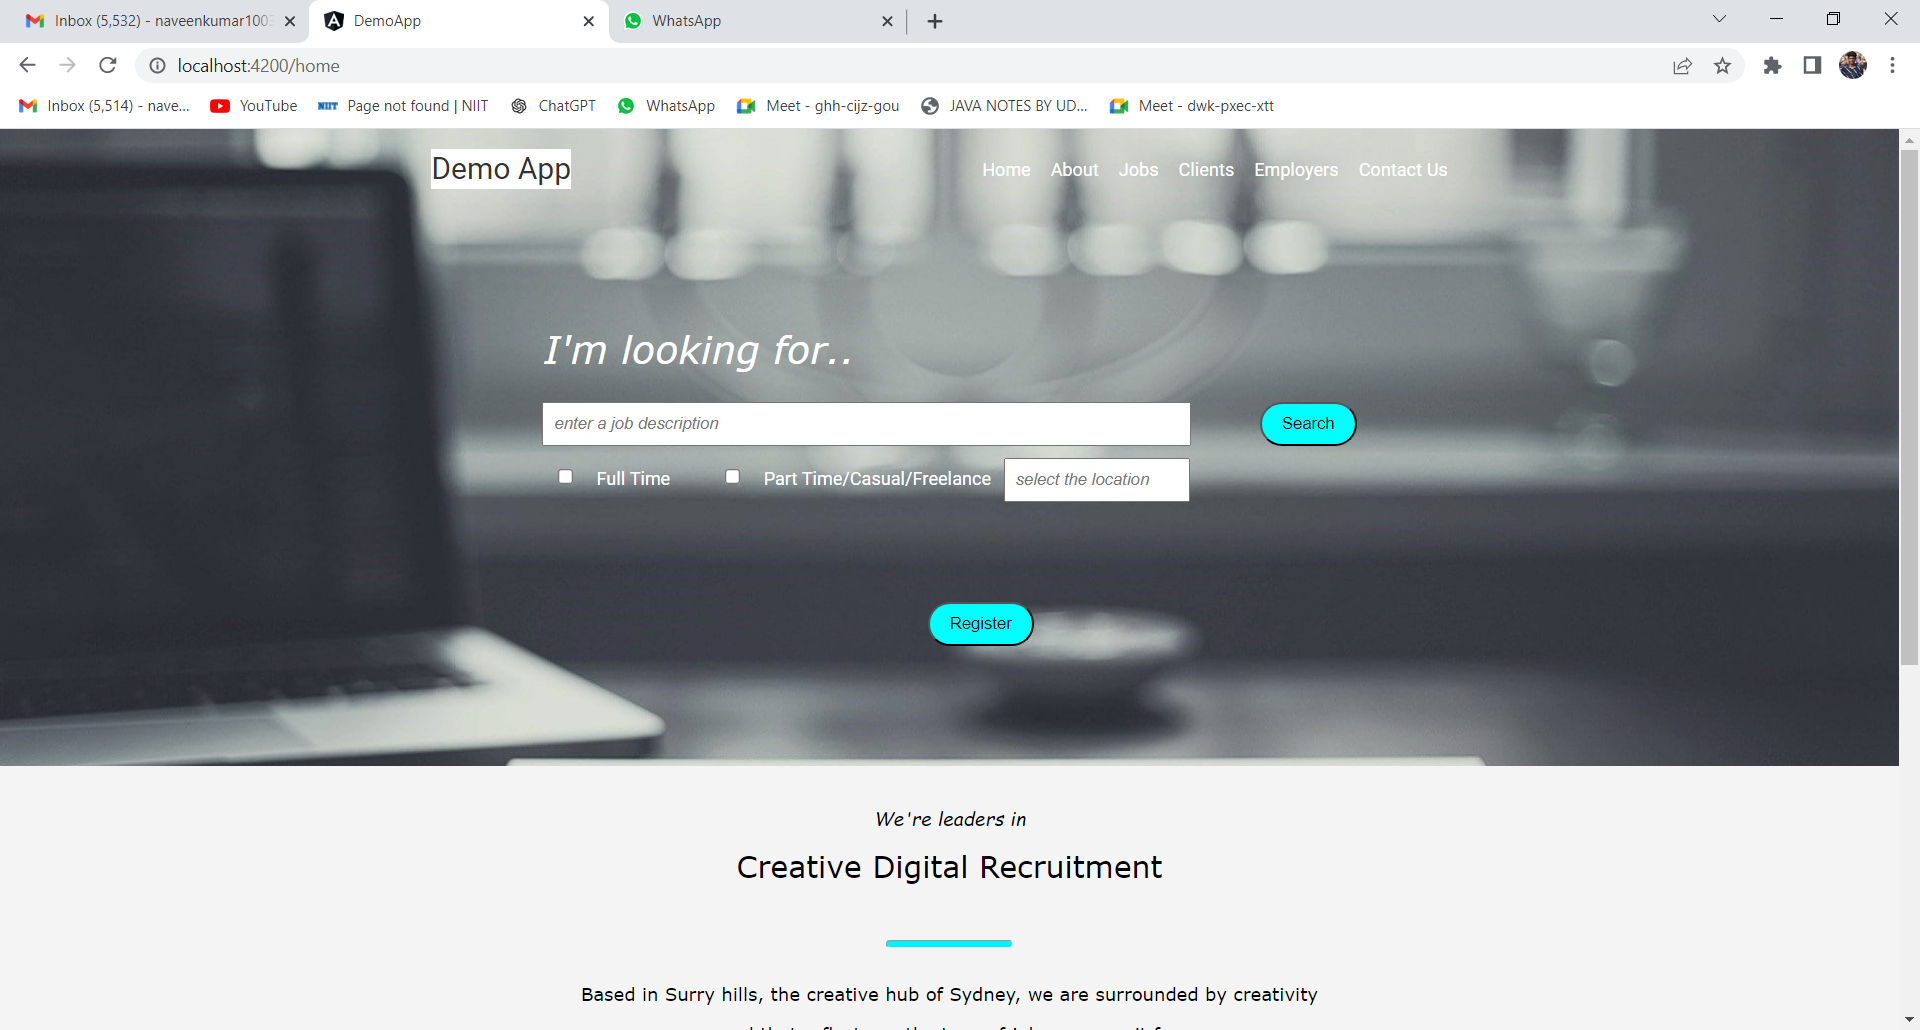 Inbox (5,532) - naveenkumar100
DemoApp
WhatsApp
localhost:4200/home
Inbox (5,514) - nave...
YouTube
NIIT
Page not found | NIIT
ChatGPT
WhatsApp
Meet - ghh-cijz-gou
JAVA NOTES BY UD...
Meet - dwk-pxec-xtt
Demo App
Home
About
Jobs
Clients
Employers
Contact Us
I'm looking for..
enter a job description
Search
Full Time
Part Time/Casual/Freelance
select the location
Register
We're leaders in
Creative Digital Recruitment
Based in Surry hills, the creative hub of Sydney, we are surrounded by creativity